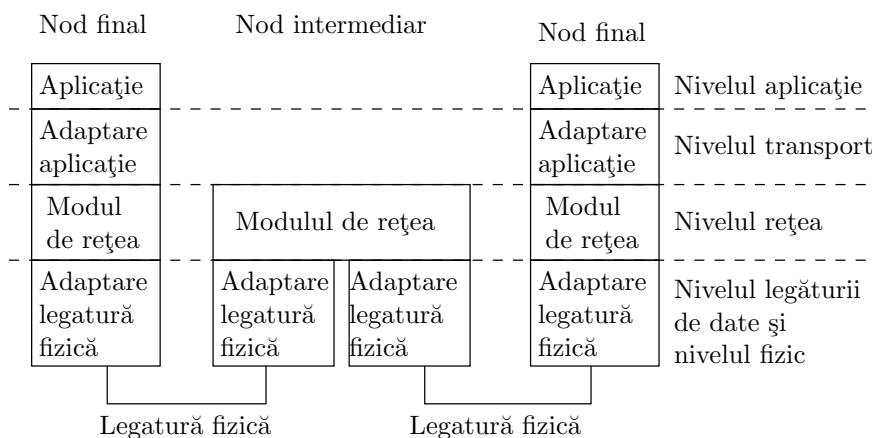 Nod final
Nod intermediar
Nod final
Aplicaţie
Aplicaţie
Nivelul aplicaţie
Adaptare
aplicaţie
Adaptare
aplicaţie
Nivelul transport
Modul
de reţea
Modulul de reţea
Modul
de reţea
Nivelul reţea
Adaptare
legatură
fizică
Adaptare
legatură
fizică
Adaptare
legatură
fizică
Adaptare
legatură
fizică
Nivelul legăturii
de date şi
nivelul fizic
Legatură fizică
Legatură fizică